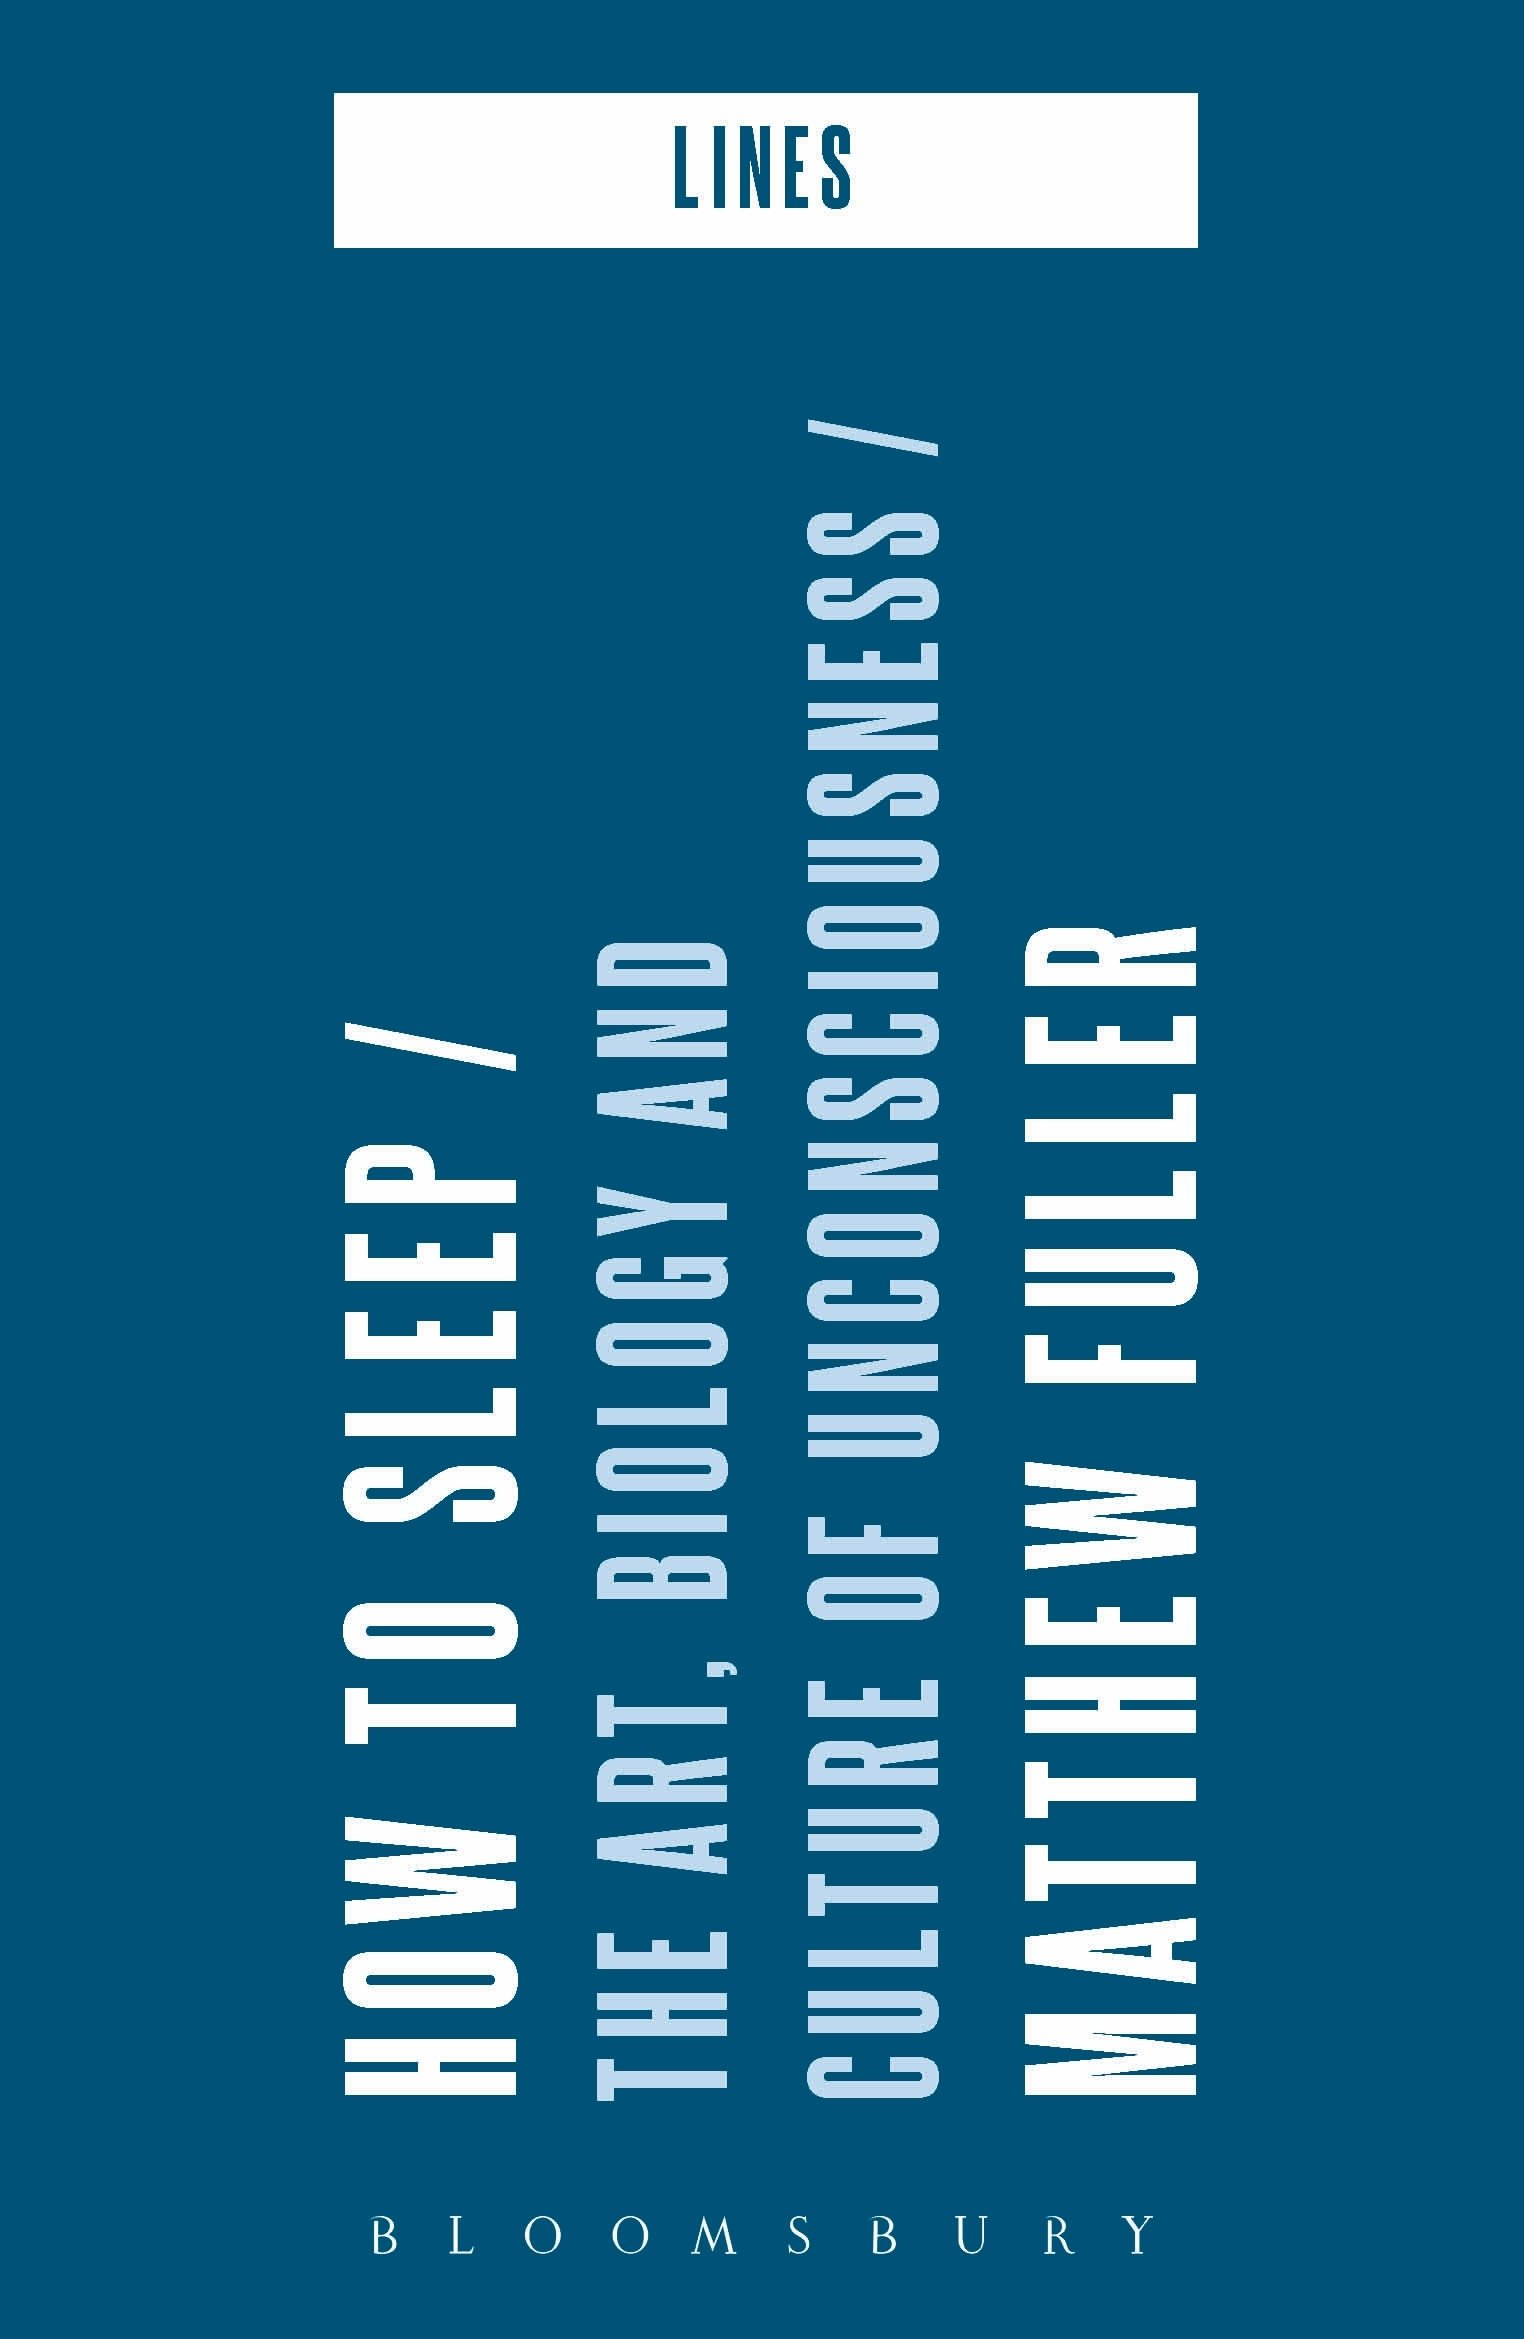 LINES
HOW TO SLEEP /
THE ART, BIOLOGY AND
CULTURE OF UNCONSCIOUSNESS /
MATTHEW FULLER
BLOOMSBURY